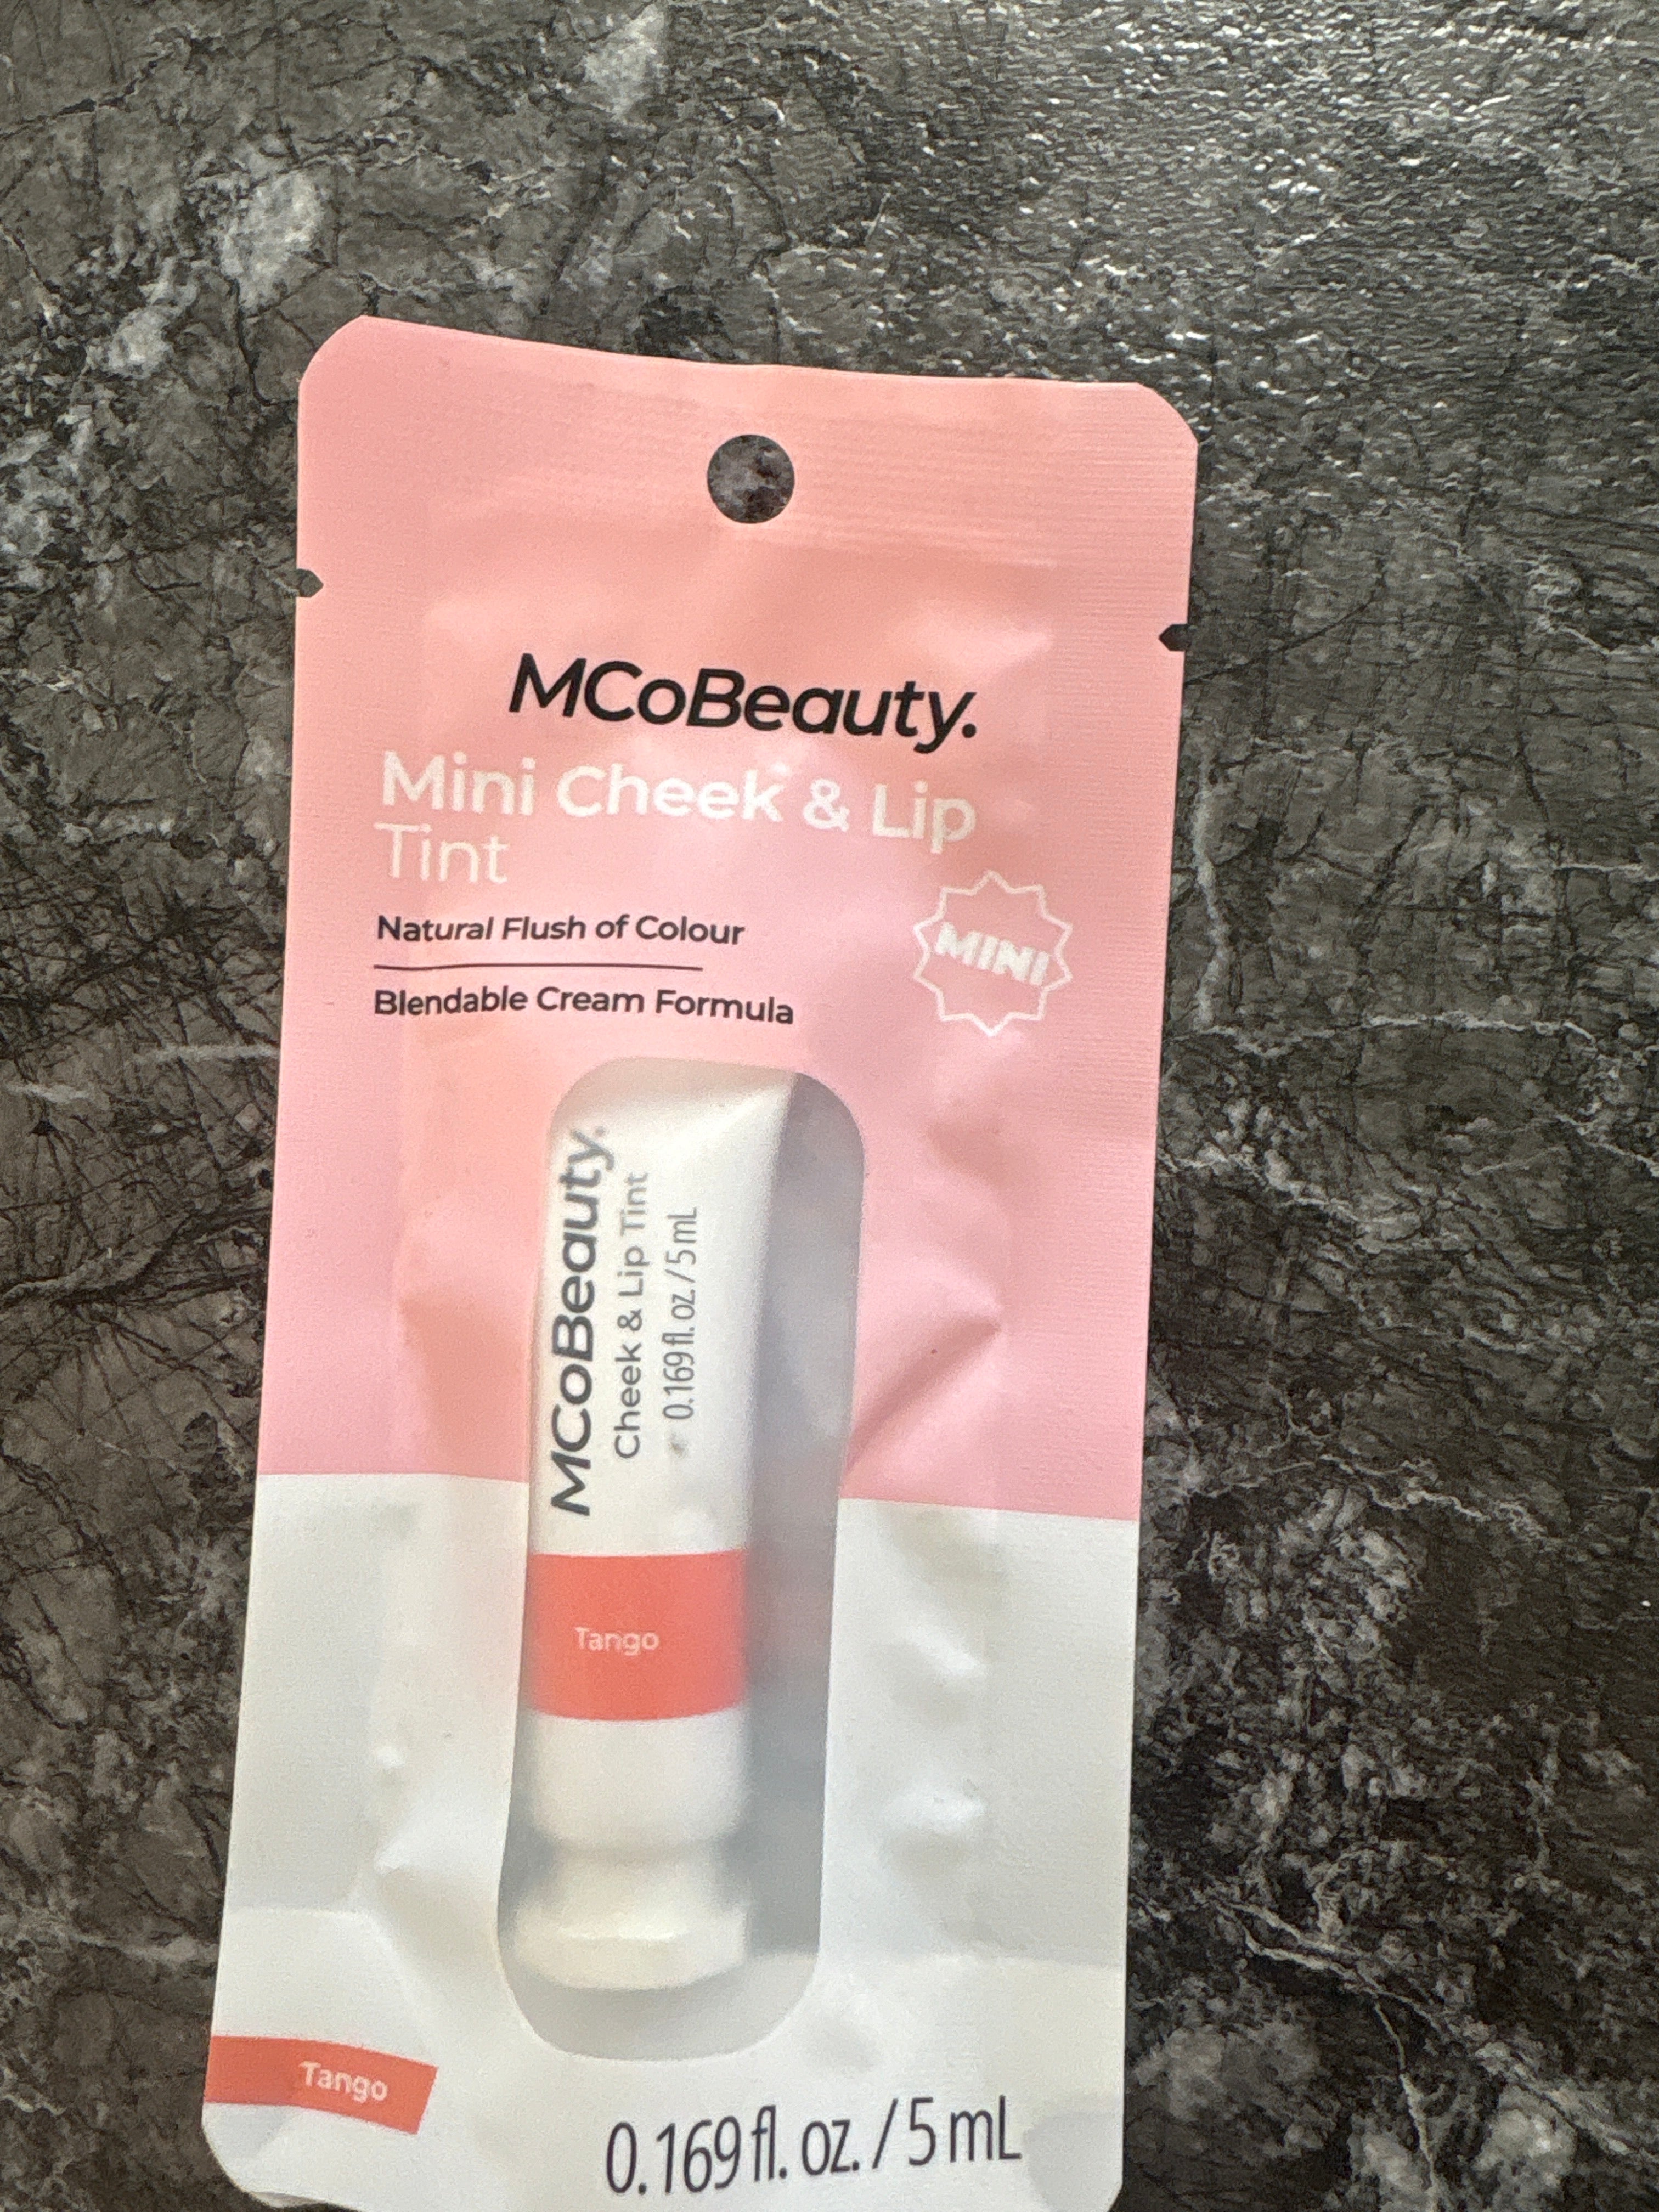 MCoBeauty.
Mini Cheek & Lip
Tint
Natural Flush of Colour
Blendable Cream Formula
MINI
MCoBeauty.
Cheek & Lip Tint
0.169 fl. oz. / 5 mL
Tango
Tango
0.169 fl. oz. / 5 mL